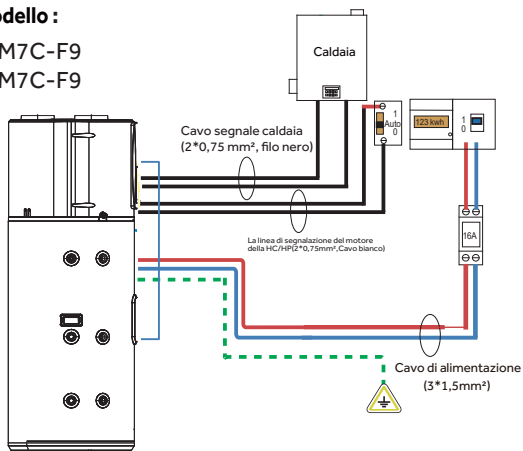 dello :
M7C-F9
M7C-F9
Caldaia
1
Auto
0
123 kwh
1
0
Cavo segnale caldaia
(2*0,75 mm², filo nero)
La linea di segnalazione del motore
della HC/HP(2*0,75mm²,Cavo bianco)
16A
Cavo di alimentazione
(3*1,5mm²)